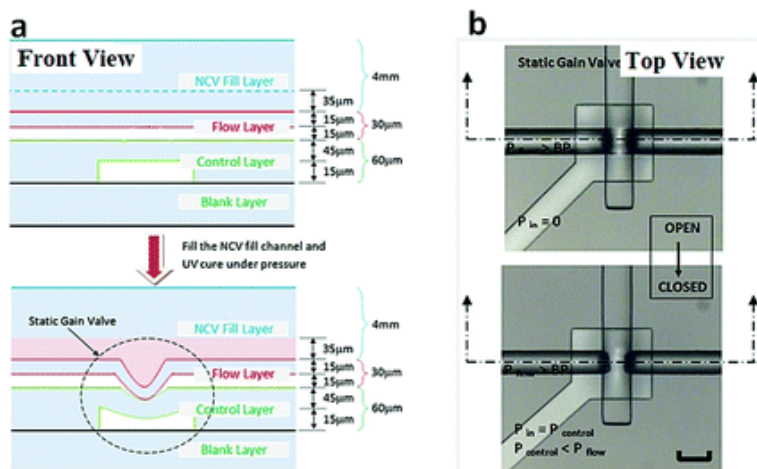 a
Front View
NCV Fill Layer
4mm
35μm
15μm
Flow Layer
30μm
15μm
45μm
Control Layer
60μm
15μm
Blank Layer
Fill the NCV fill channel and
UV cure under pressure
Static Gain Valve
NCV Fill Layer
4mm
35μm
15μm
Flow Layer
30μm
15μm
45μm
Control Layer
60μm
15μm
Blank Layer
b
Static Gain Valve
Top View
> BP
P in = 0
OPEN
CLOSED
P flow > BP
P in = P control
P control < P flow